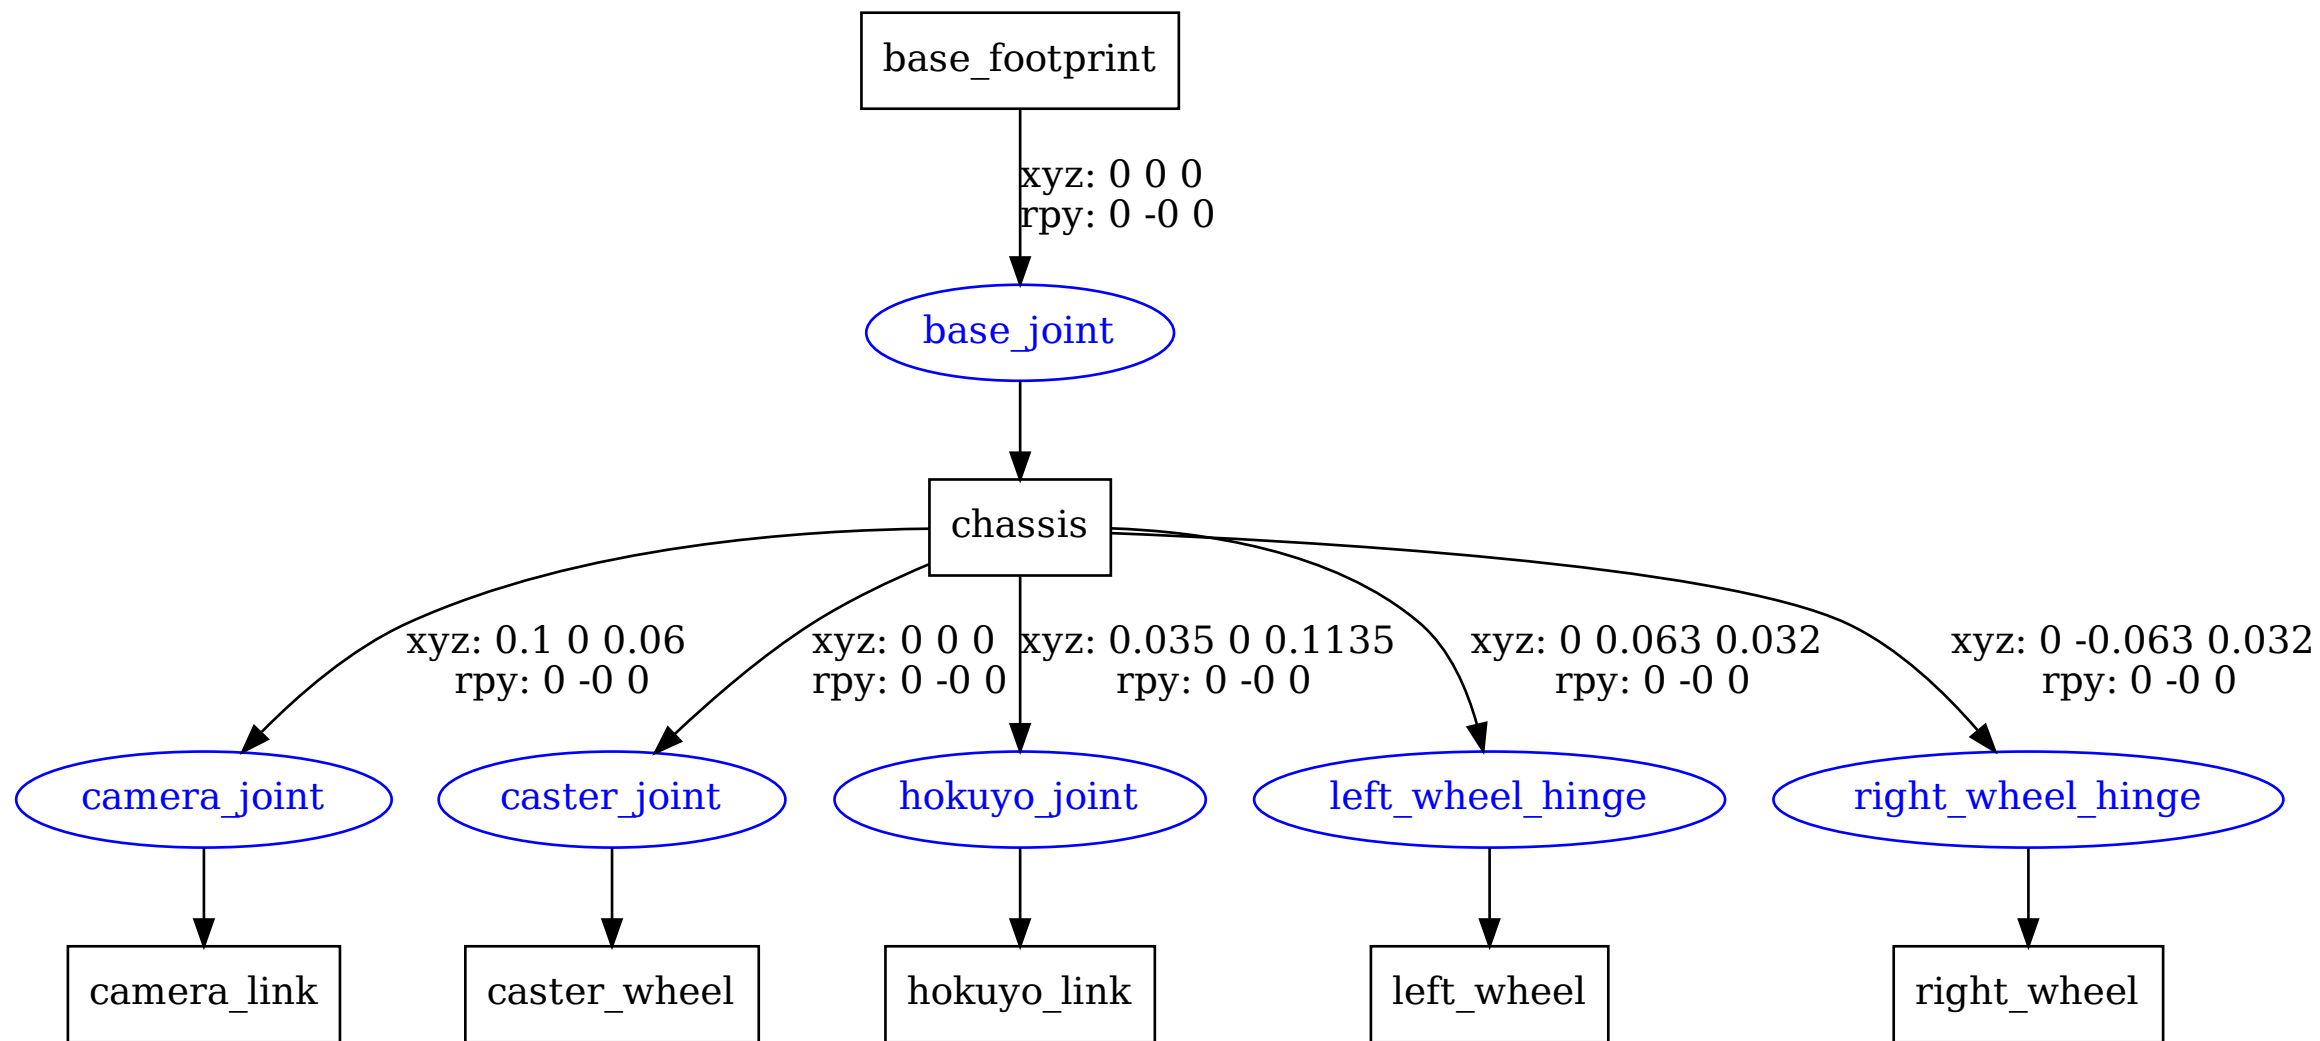 base_footprint
xyz: 0 0 0
rpy: 0 -0 0
base_joint
chassis
xyz: 0.1 0 0.06
rpy: 0 -0 0
xyz: 0 0 0
rpy: 0 -0 0
xyz: 0.035 0 0.1135
rpy: 0 -0 0
xyz: 0 0.063 0.032
rpy: 0 -0 0
xyz: 0 -0.063 0.032
rpy: 0 -0 0
camera_joint
caster_joint
hokuyo_joint
left_wheel_hinge
right_wheel_hinge
camera_link
caster_wheel
hokuyo_link
left_wheel
right_wheel